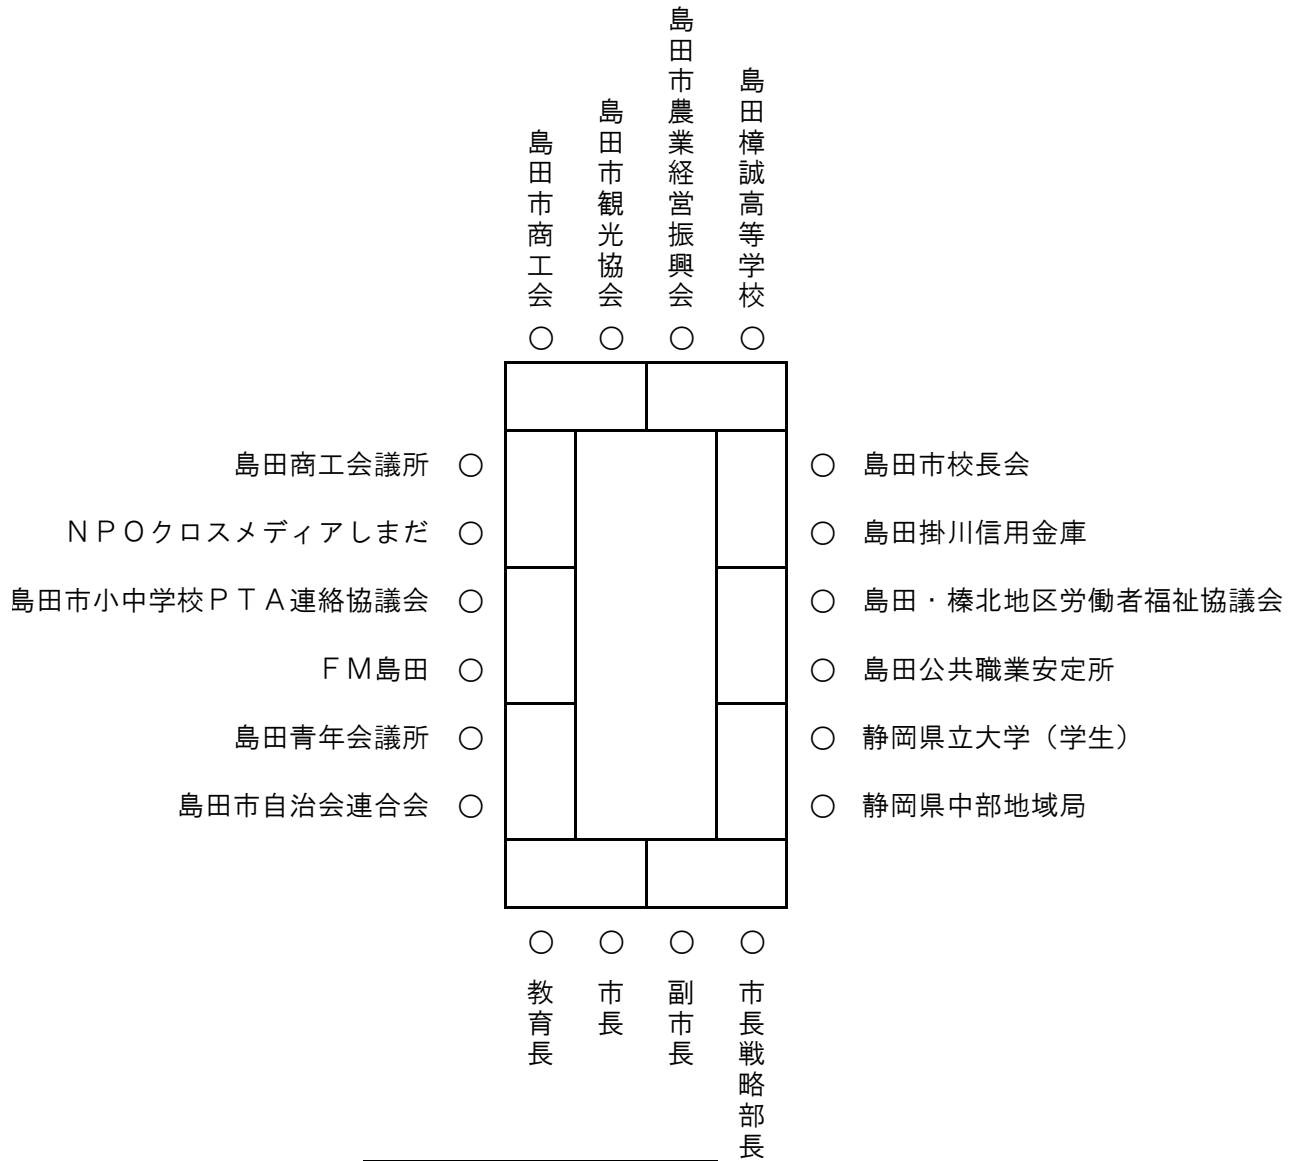 島田市商工会
島田市観光協会
島田市農業経営振興会
島田樟誠高等学校
島田商工会議所
ＮＰＯクロスメディアしまだ
島田市小中学校ＰＴＡ連絡協議会
ＦＭ島田
島田青年会議所
島田市自治会連合会
島田市校長会
島田掛川信用金庫
島田・榛北地区労働者福祉協議会
島田公共職業安定所
静岡県立大学（学生）
静岡県中部地域局
教育長
市長
副市長
市長戦略部長